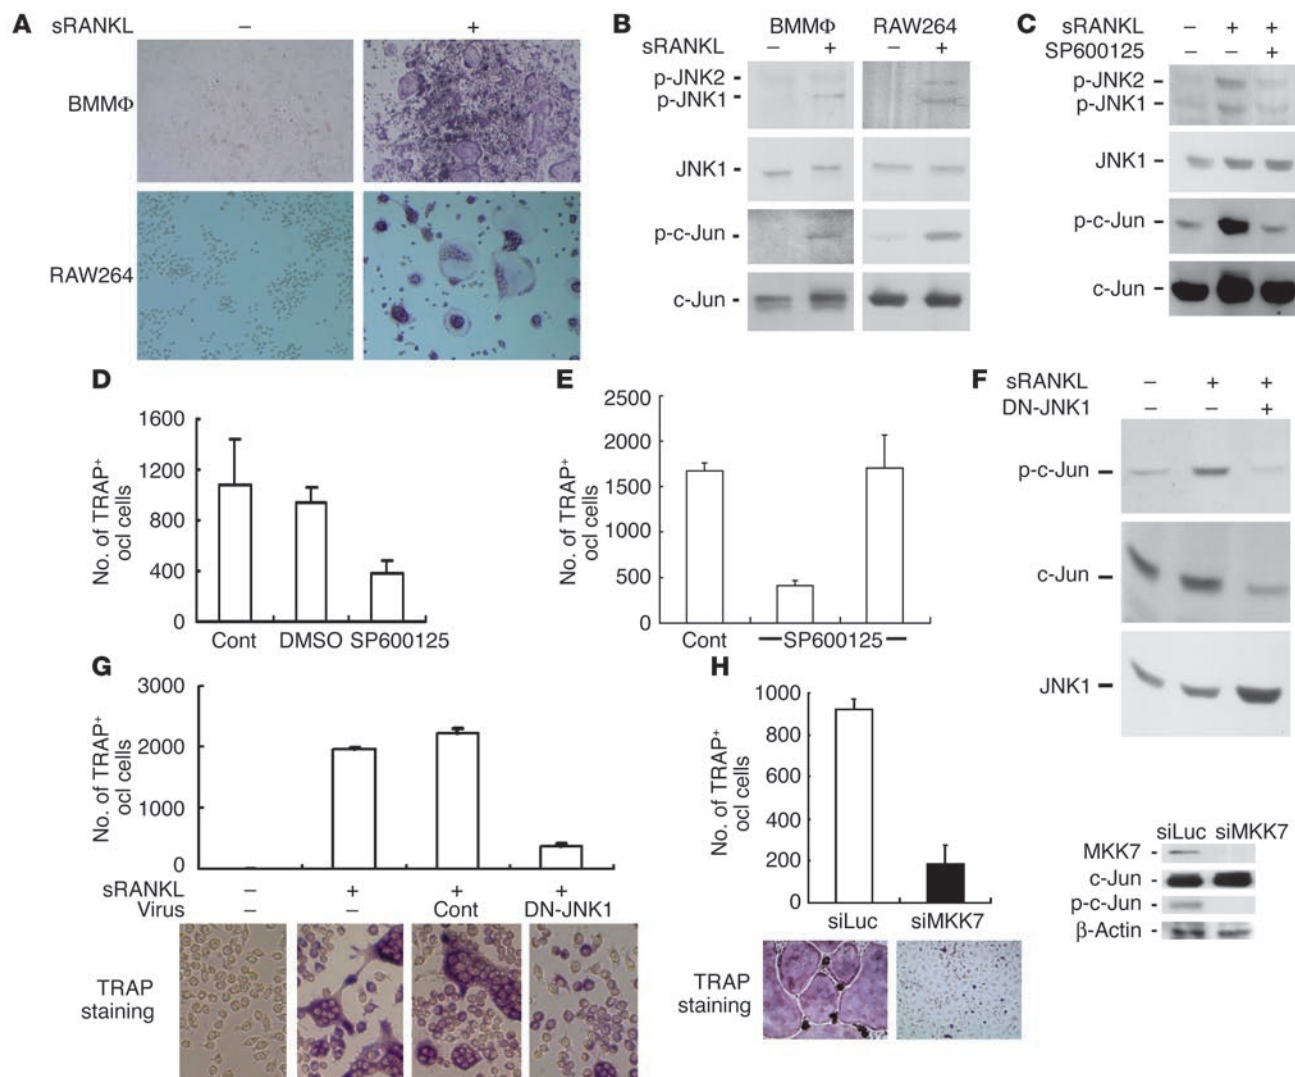 A
sRANKL – +
BMMΦ
RAW264
B
BMMΦ RAW264
sRANKL – + – +
p-JNK2 -
p-JNK1 -
JNK1 -
p-c-Jun -
c-Jun -
C
sRANKL – + +
SP600125 – – +
p-JNK2 -
p-JNK1 -
JNK1 -
p-c-Jun -
c-Jun -
D
No. of TRAP⁺
ocl cells
1600
1200
800
400
0
Cont DMSO SP600125
E
No. of TRAP⁺
ocl cells
2500
2000
1500
1000
500
0
Cont — SP600125 —
F
sRANKL – + +
DN-JNK1 – – +
p-c-Jun –
c-Jun –
JNK1 –
G
No. of TRAP⁺
ocl cells
3000
2000
1000
0
sRANKL – + + +
Virus – – Cont DN-JNK1
TRAP
staining
H
No. of TRAP⁺
ocl cells
1000
800
600
400
200
0
siLuc siMKK7
TRAP
staining
siLuc siMKK7
MKK7 -
c-Jun -
p-c-Jun -
β-Actin -